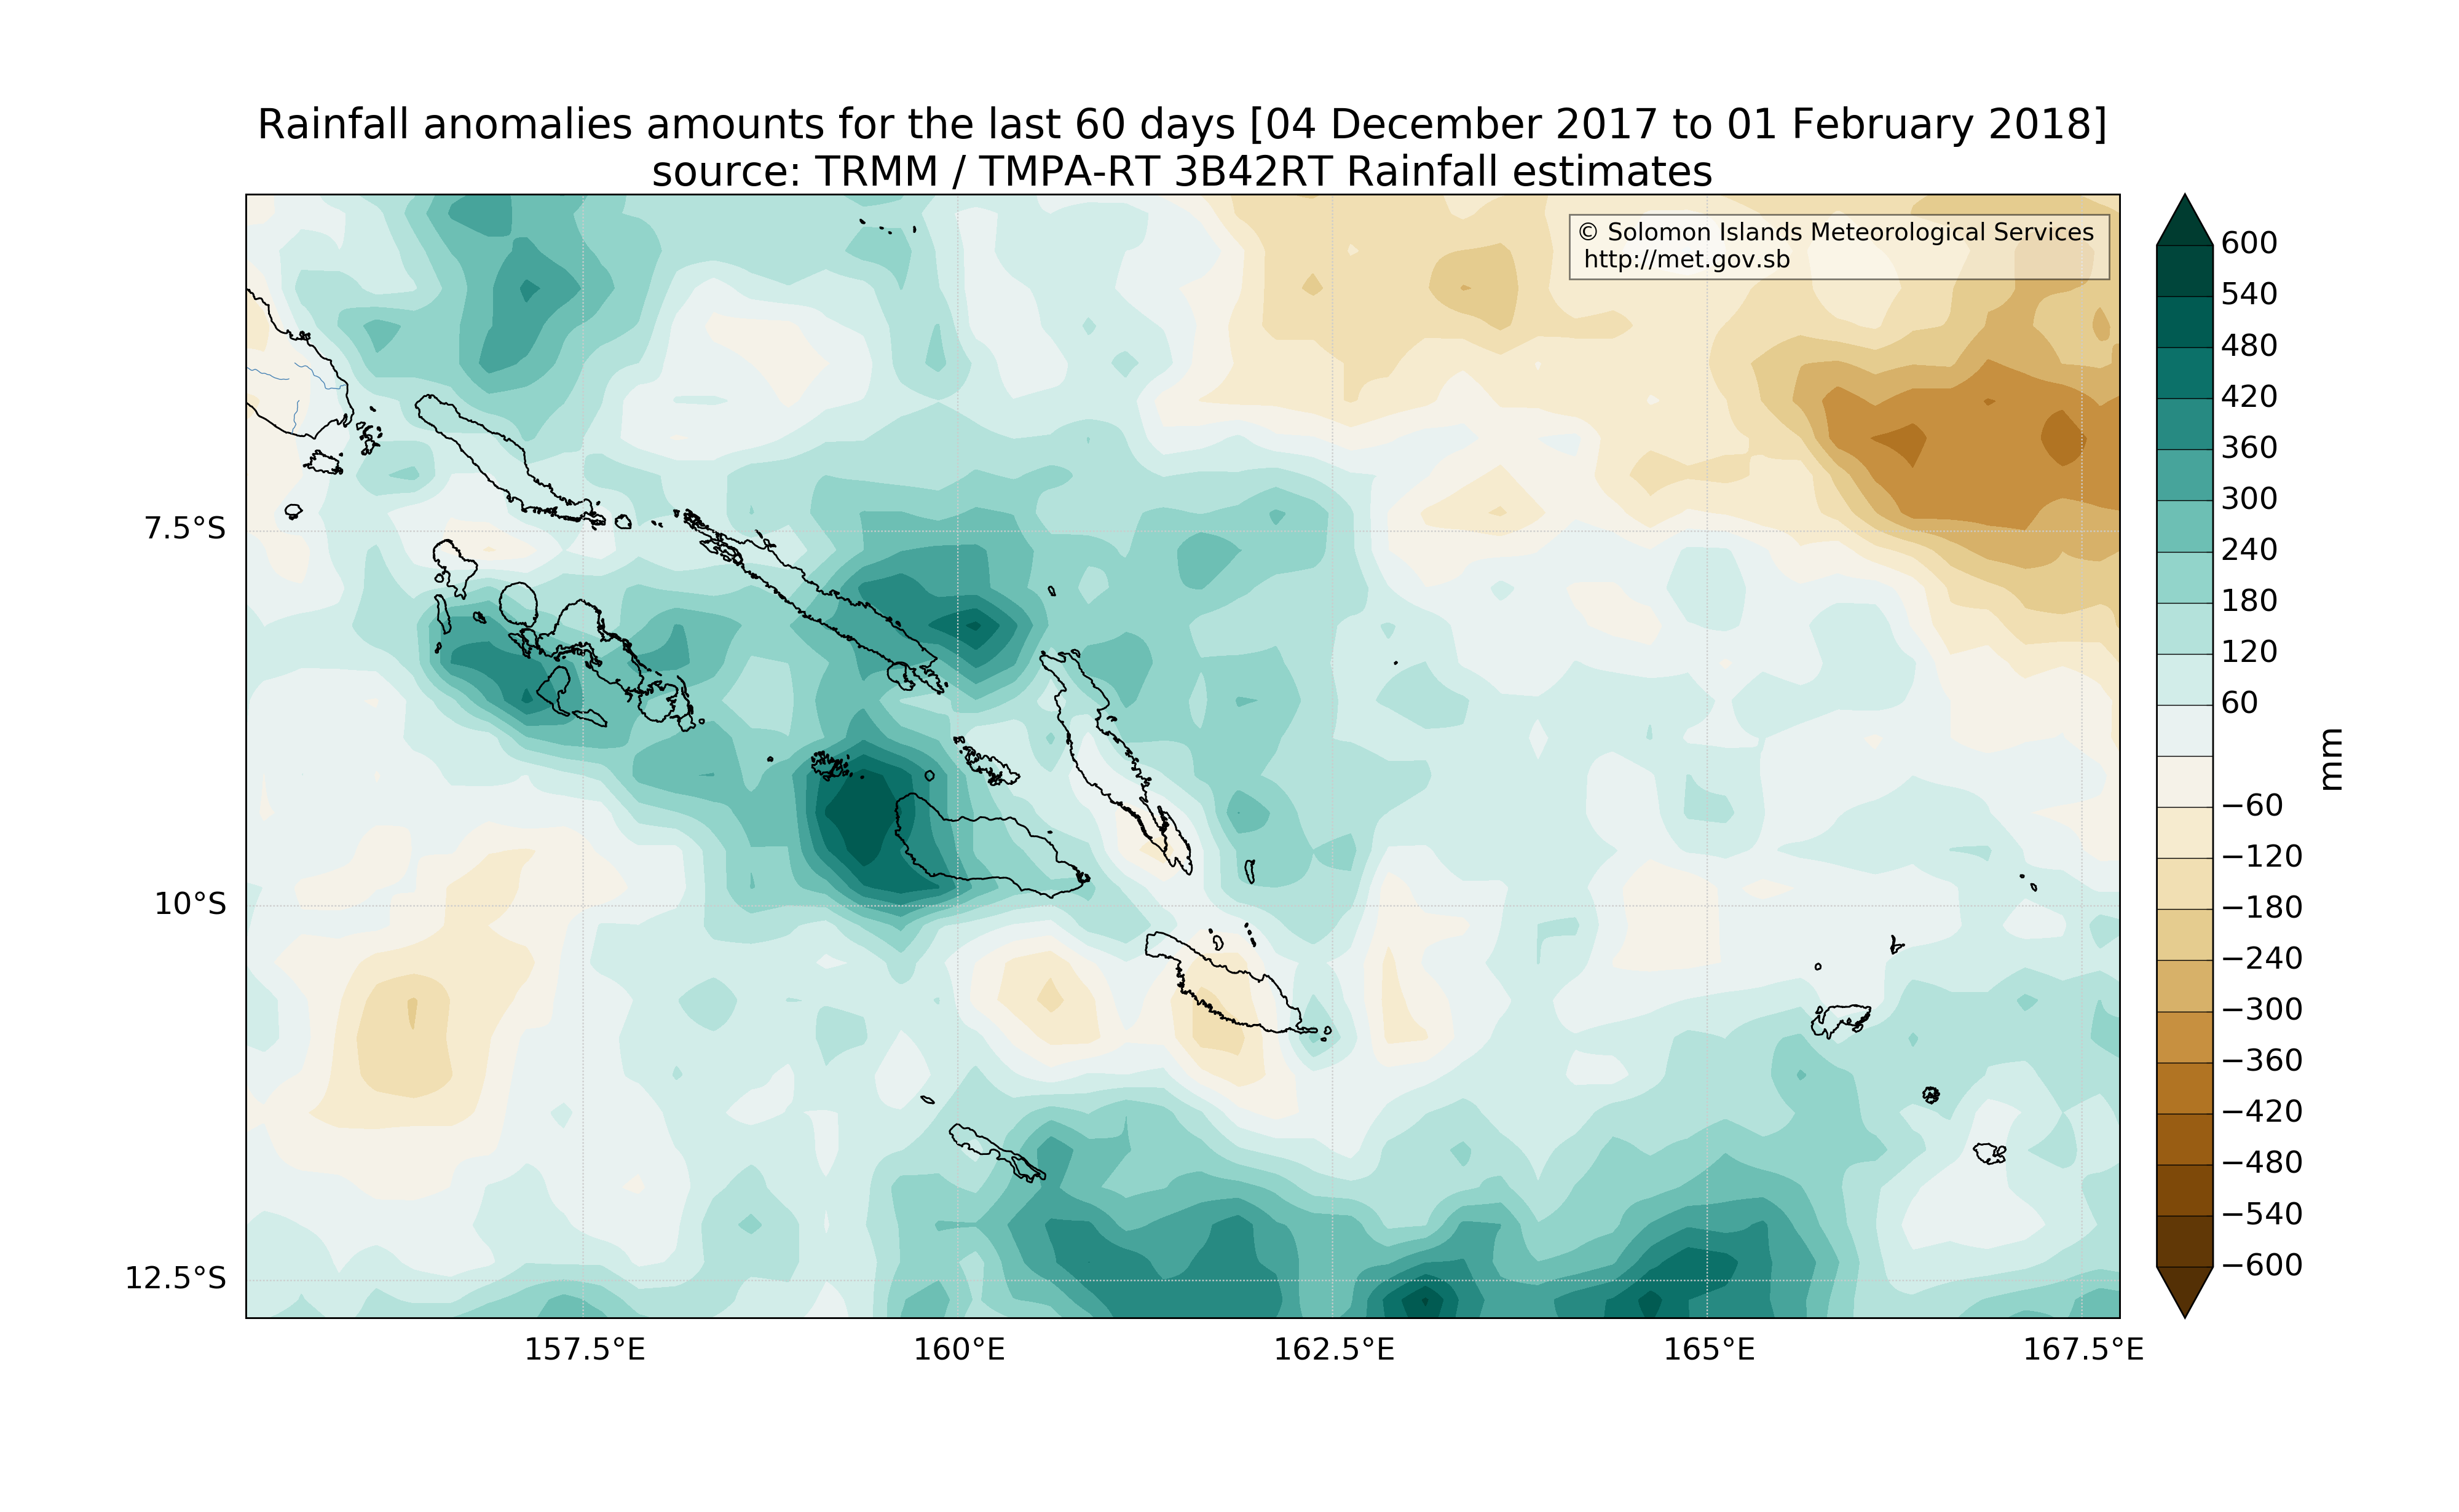 Rainfall anomalies amounts for the last 60 days [04 December 2017 to 01 February 2018]
source: TRMM / TMPA-RT 3B42RT Rainfall estimates
© Solomon Islands Meteorological Services
http://met.gov.sb
7.5°S
10°S
12.5°S
157.5°E
160°E
162.5°E
165°E
167.5°E
600
540
480
420
360
300
240
180
120
60
−60
−120
−180
−240
−300
−360
−420
−480
−540
−600
mm